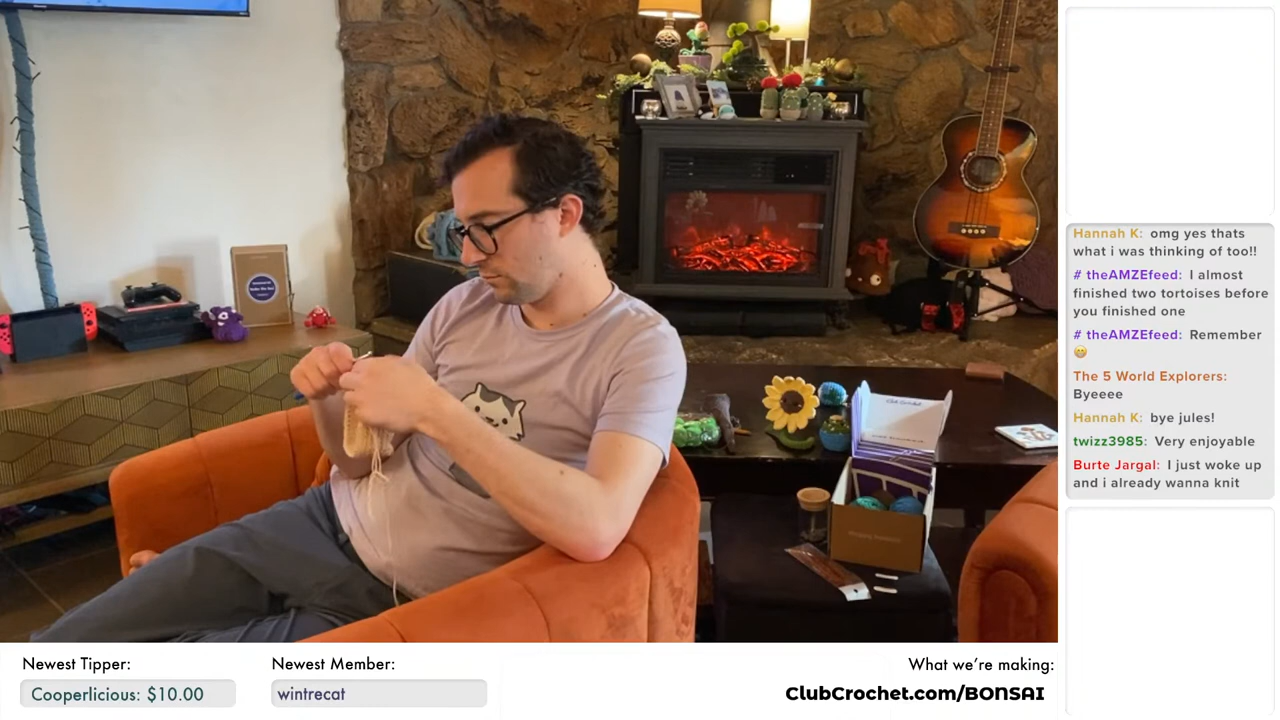 Hannah K: omg yes thats
what i was thinking of too!!
# theAMZEfeed: I almost
finished two tortoises before
you finished one
# theAMZEfeed: Remember
😄
The 5 World Explorers:
Byeeee
Hannah K: bye jules!
twizz3985: Very enjoyable
Burte Jargal: I just woke up
and i already wanna knit
Newest Tipper:
Cooperlicious: $10.00
Newest Member:
wintrecat
What we're making:
ClubCrochet.com/BONSAI